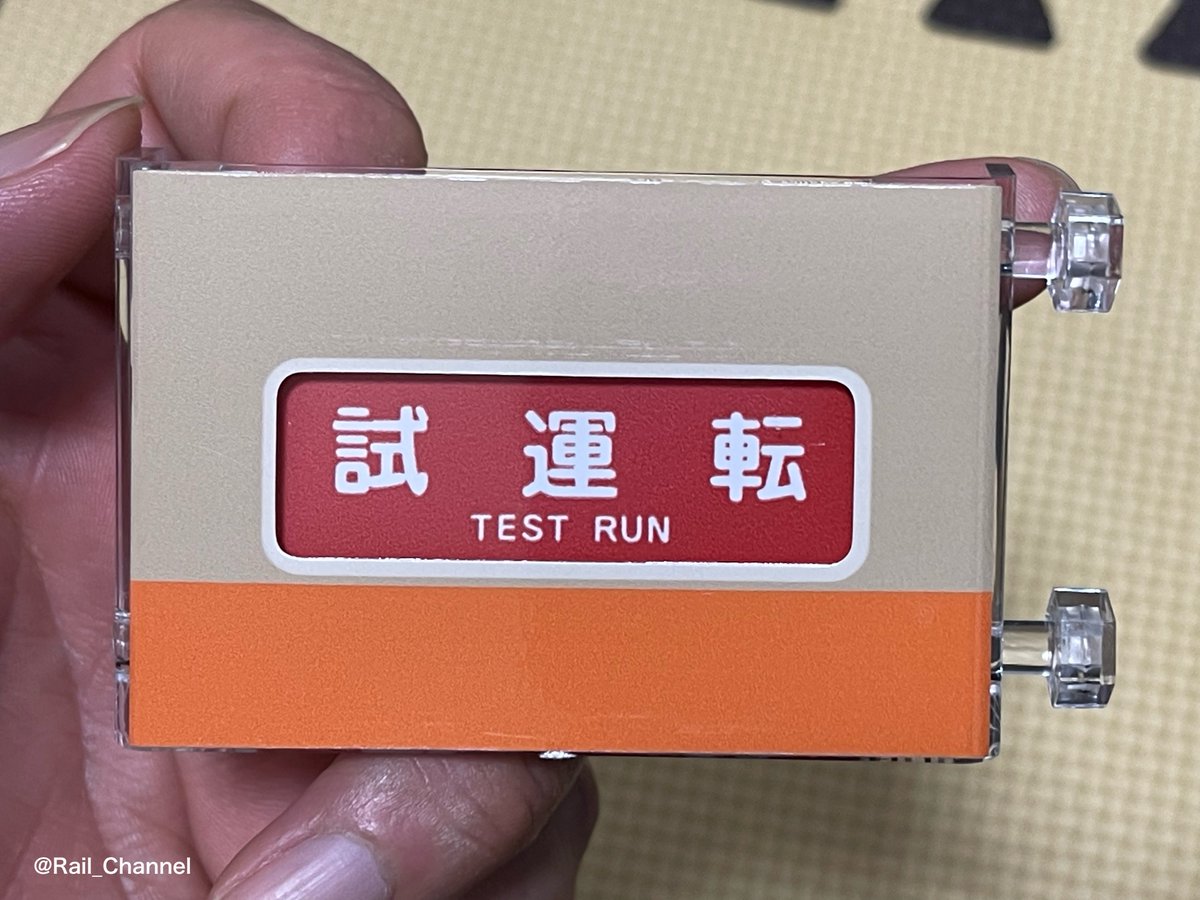 試運転
TEST RUN
@Rail_Channel